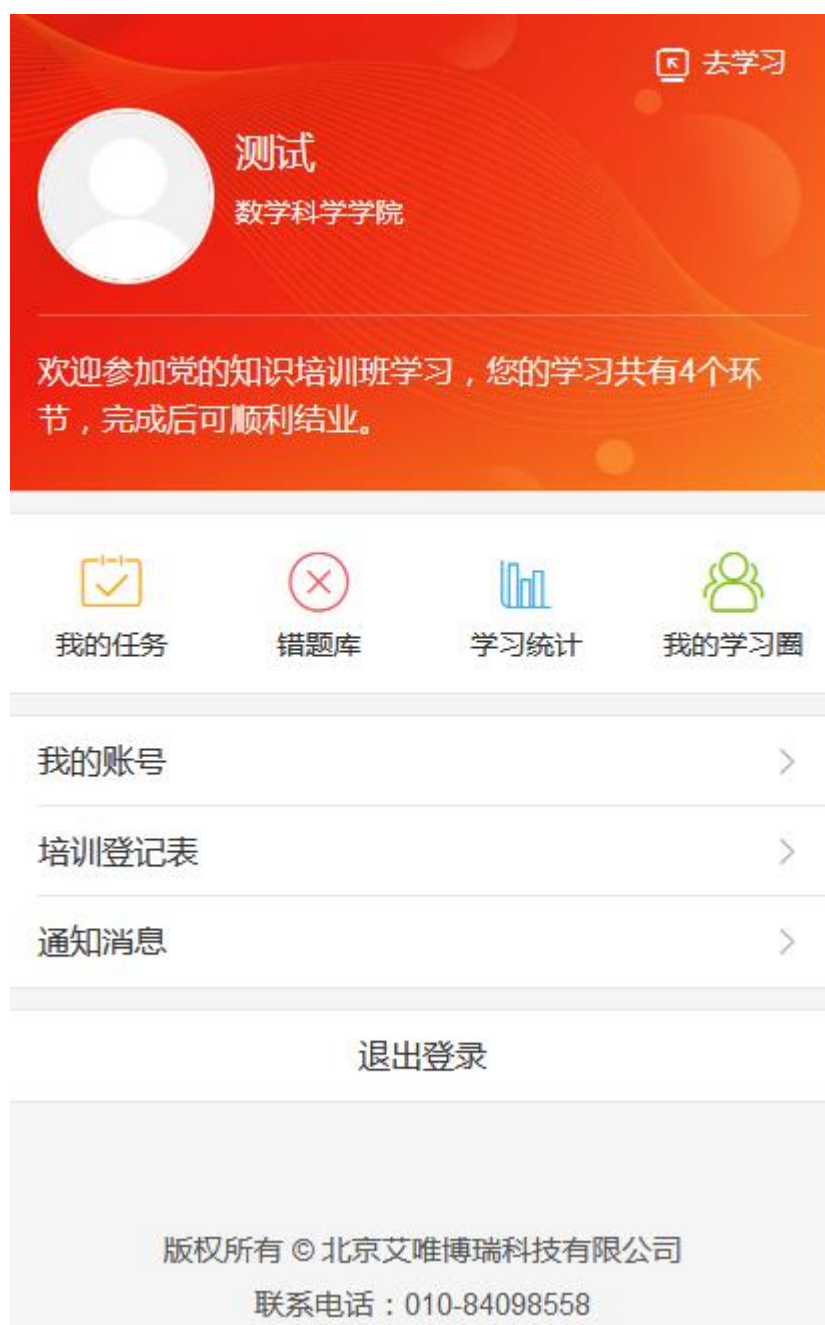 去学习
测试
数学科学学院
欢迎参加党的知识培训班学习，您的学习共有4个环
节，完成后可顺利结业。
我的任务 错题库 学习统计 我的学习圈
我的账号
培训登记表
通知消息
退出登录
版权所有 © 北京艾唯博瑞科技有限公司
联系电话：010-84098558